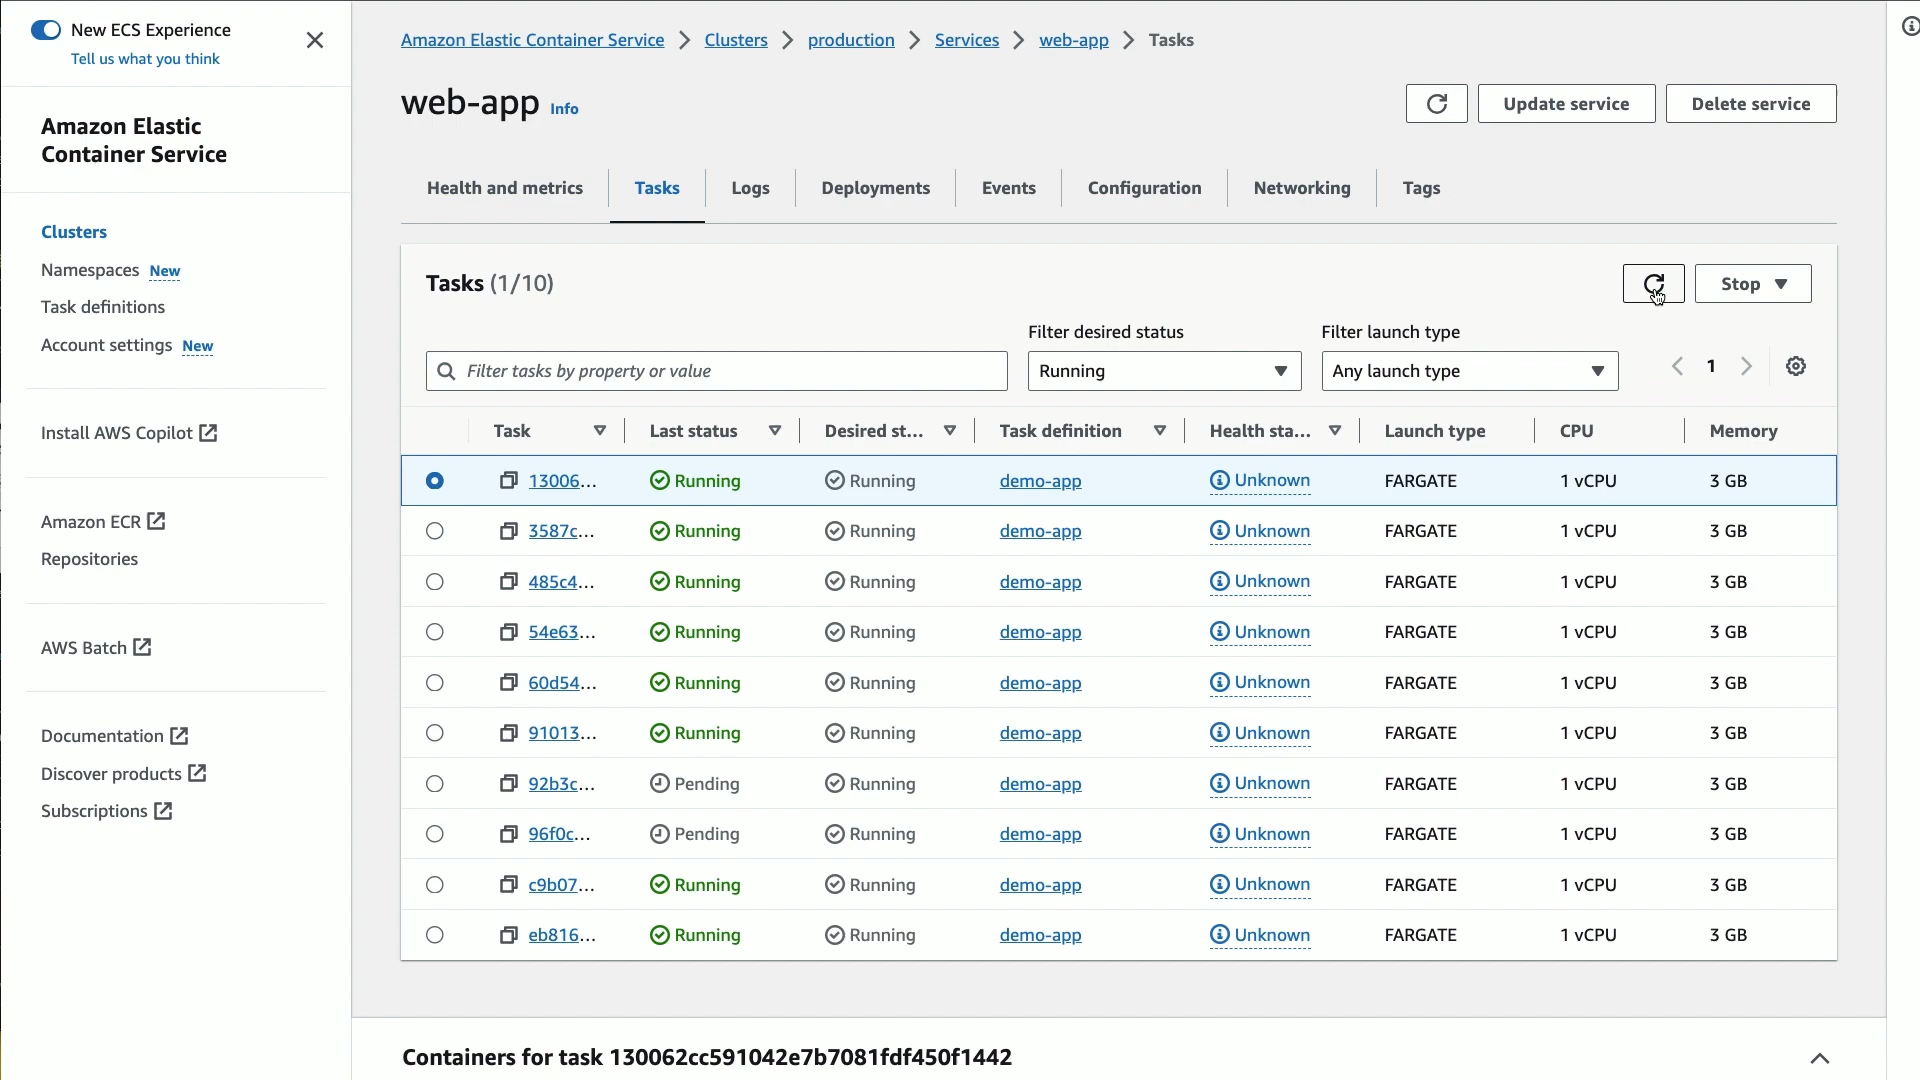 New ECS Experience
Tell us what you think
Amazon Elastic
Container Service
Clusters
Namespaces New
Task definitions
Account settings New
Install AWS Copilot
Amazon ECR
Repositories
AWS Batch
Documentation
Discover products
Subscriptions
Amazon Elastic Container Service > Clusters > production > Services > web-app > Tasks
web-app Info
Update service
Delete service
Health and metrics
Tasks
Logs
Deployments
Events
Configuration
Networking
Tags
Tasks (1/10)
Stop
Filter desired status
Filter launch type
Filter tasks by property or value
Running
Any launch type
1
Task Last status Desired st... Task definition Health sta... Launch type CPU Memory
13006... Running Running demo-app Unknown FARGATE 1 vCPU 3 GB
3587c... Running Running demo-app Unknown FARGATE 1 vCPU 3 GB
485c4... Running Running demo-app Unknown FARGATE 1 vCPU 3 GB
54e63... Running Running demo-app Unknown FARGATE 1 vCPU 3 GB
60d54... Running Running demo-app Unknown FARGATE 1 vCPU 3 GB
91013... Running Running demo-app Unknown FARGATE 1 vCPU 3 GB
92b3c... Pending Running demo-app Unknown FARGATE 1 vCPU 3 GB
96f0c... Pending Running demo-app Unknown FARGATE 1 vCPU 3 GB
c9b07... Running Running demo-app Unknown FARGATE 1 vCPU 3 GB
eb816... Running Running demo-app Unknown FARGATE 1 vCPU 3 GB
Containers for task 130062cc591042e7b7081fdf450f1442